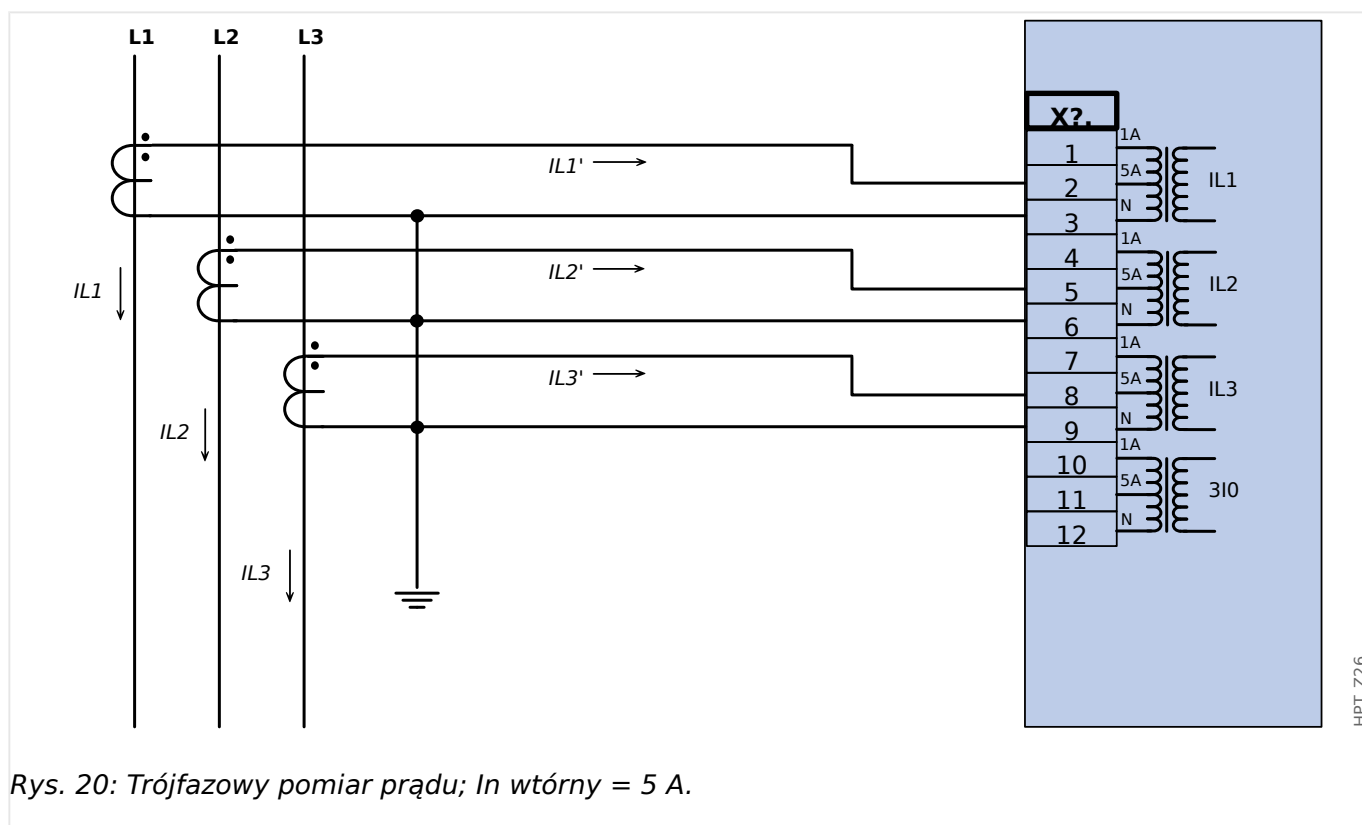 L1 L2 L3
X?.
1A
1
IL1'
5A
IL1
2
N
3
1A
4
IL2'
5A
IL1
IL2
5
N
6
1A
7
IL3'
5A
IL3
8
N
IL2
9
1A
10
5A
3I0
11
N
12
IL3
HPT_Z26
Rys. 20: Trójfazowy pomiar prądu; In wtórny = 5 A.